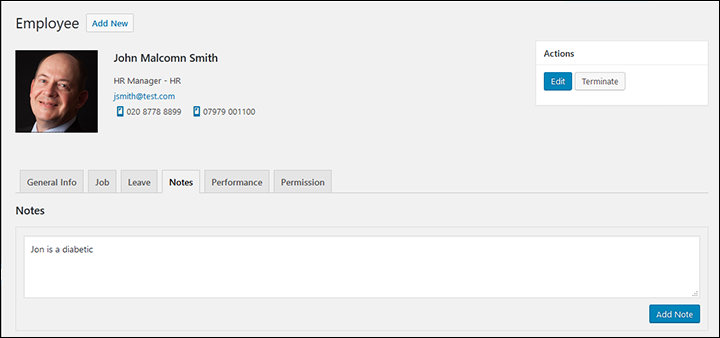 Employee Add New
John Malcomn Smith
HR Manager - HR
jsmith@test.com
020 8778 8899 07979 001100
Actions
Edit Terminate
General Info Job Leave Notes Performance Permission
Notes
Jon is a diabetic
Add Note